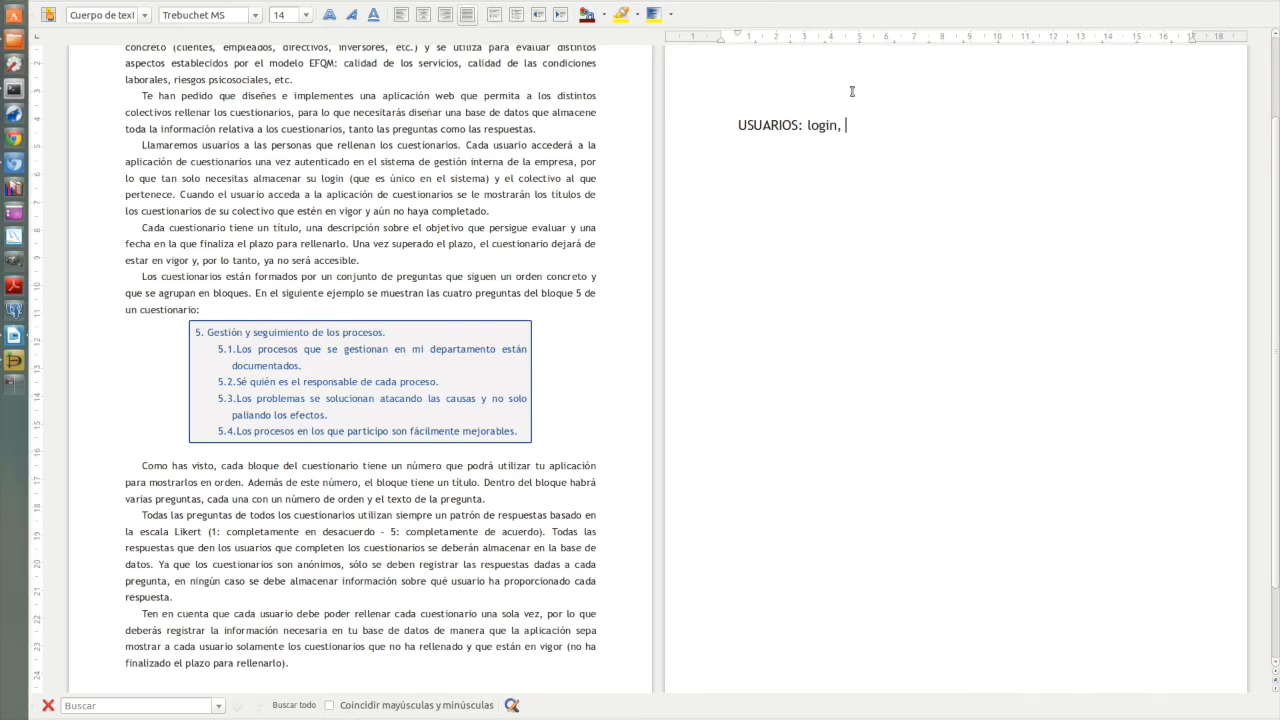 Cuerpo de text
Trebuchet MS
14
1 1 2 3 4 5 6 7 8 9 10 11 12 13 14 15 16 17 18
concreto (clientes, empleados, directivos, inversores, etc.) y se utiliza para evaluar distintos
aspectos establecidos por el modelo EFQM: calidad de los servicios, calidad de las condiciones
laborales, riesgos psicosociales, etc.
Te han pedido que diseñes e implementes una aplicación web que permita a los distintos
colectivos rellenar los cuestionarios, para lo que necesitarás diseñar una base de datos que almacene
toda la información relativa a los cuestionarios, tanto las preguntas como las respuestas.
Llamaremos usuarios a las personas que rellenan los cuestionarios. Cada usuario accederá a la
aplicación de cuestionarios una vez autenticado en el sistema de gestión interna de la empresa, por
lo que tan solo necesitas almacenar su login (que es único en el sistema) y el colectivo al que
pertenece. Cuando el usuario acceda a la aplicación de cuestionarios se le mostrarán los títulos de
los cuestionarios de su colectivo que estén en vigor y aún no haya completado.
Cada cuestionario tiene un título, una descripción sobre el objetivo que persigue evaluar y una
fecha en la que finaliza el plazo para rellenarlo. Una vez superado el plazo, el cuestionario dejará de
estar en vigor y, por lo tanto, ya no será accesible.
Los cuestionarios están formados por un conjunto de preguntas que siguen un orden concreto y
que se agrupan en bloques. En el siguiente ejemplo se muestran las cuatro preguntas del bloque 5 de
un cuestionario:
5. Gestión y seguimiento de los procesos.
5.1.Los procesos que se gestionan en mi departamento están
documentados.
5.2.Sé quién es el responsable de cada proceso.
5.3.Los problemas se solucionan atacando las causas y no solo
paliando los efectos.
5.4.Los procesos en los que participo son fácilmente mejorables.
Como has visto, cada bloque del cuestionario tiene un número que podrá utilizar tu aplicación
para mostrarlos en orden. Además de este número, el bloque tiene un título. Dentro del bloque habrá
varias preguntas, cada una con un número de orden y el texto de la pregunta.
Todas las preguntas de todos los cuestionarios utilizan siempre un patrón de respuestas basado en
la escala Likert (1: completamente en desacuerdo - 5: completamente de acuerdo). Todas las
respuestas que den los usuarios que completen los cuestionarios se deberán almacenar en la base de
datos. Ya que los cuestionarios son anónimos, sólo se deben registrar las respuestas dadas a cada
pregunta, en ningún caso se debe almacenar información sobre qué usuario ha proporcionado cada
respuesta.
Ten en cuenta que cada usuario debe poder rellenar cada cuestionario una sola vez, por lo que
deberás registrar la información necesaria en tu base de datos de manera que la aplicación sepa
mostrar a cada usuario solamente los cuestionarios que no ha rellenado y que están en vigor (no ha
finalizado el plazo para rellenarlo).
USUARIOS: login,
Buscar
Buscar todo
Coincidir mayúsculas y minúsculas